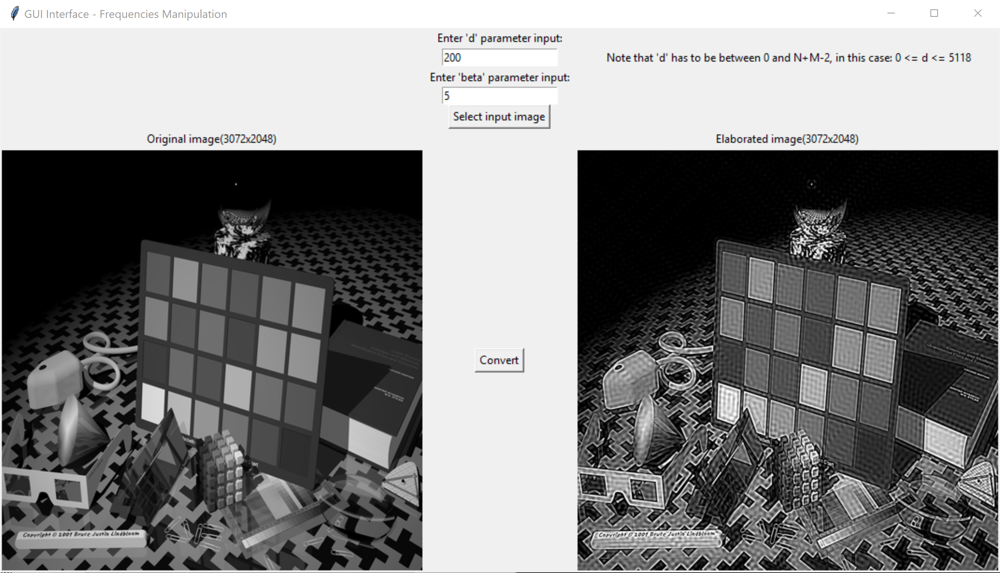 GUI Interface - Frequencies Manipulation
Enter 'd' parameter input:
200
Note that 'd' has to be between 0 and N+M-2, in this case: 0 <= d <= 5118
Enter 'beta' parameter input:
5
Select input image
Original image(3072x2048)
Elaborated image(3072x2048)
Convert
Copyright © 2001 Bruce Justin Lindbloom
Copyright © 2001 Bruce Justin Lindbloom